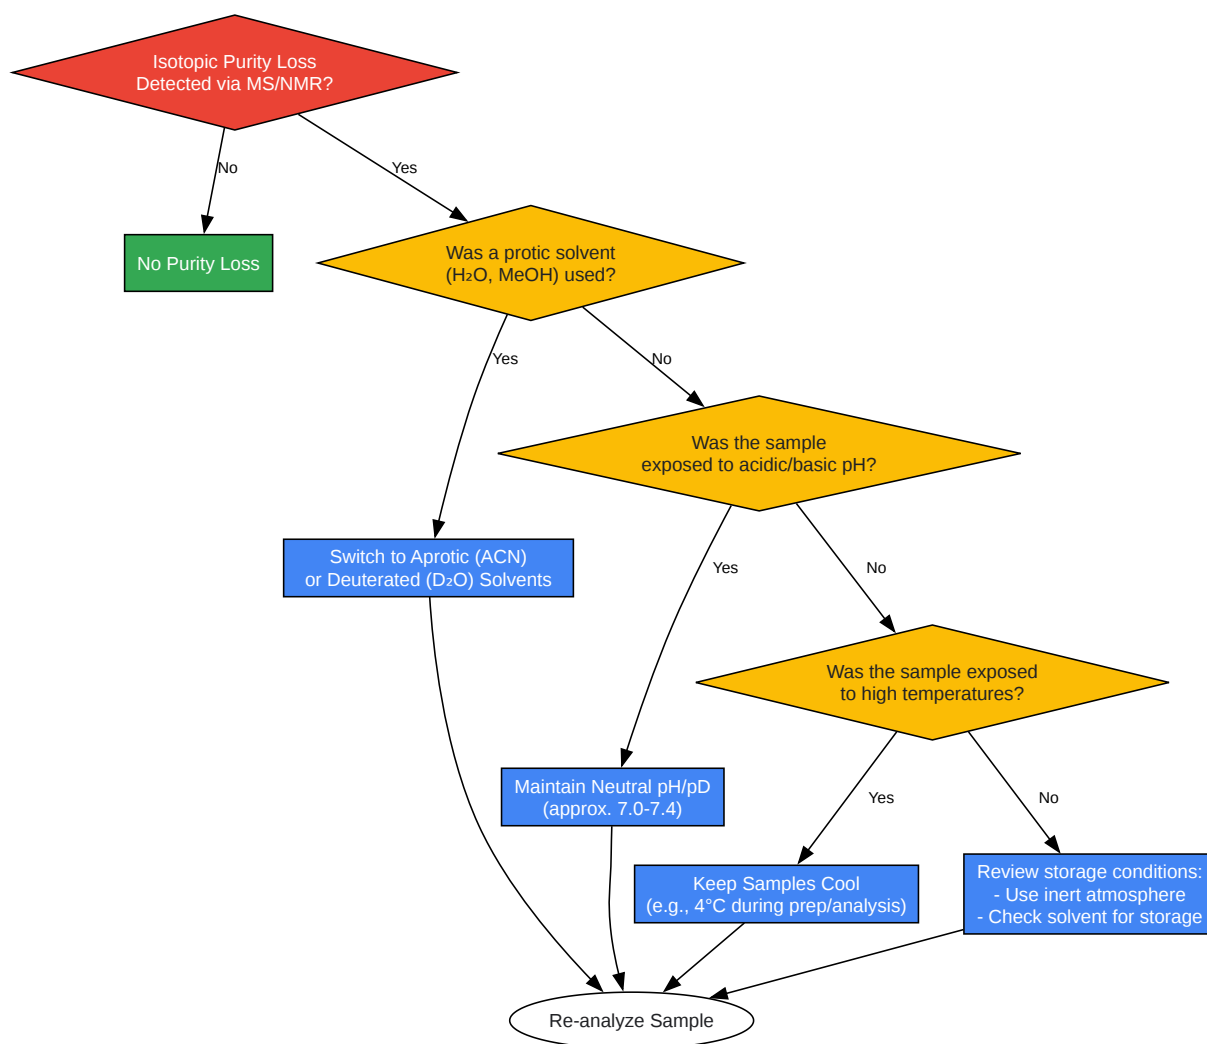 Isotopic Purity Loss
Detected via MS/NMR?
No
Yes
No Purity Loss
Was a protic solvent
(H₂O, MeOH) used?
Yes
No
Was the sample
exposed to acidic/basic pH?
Switch to Aprotic (ACN)
or Deuterated (D₂O) Solvents
Yes
No
Was the sample exposed
to high temperatures?
Maintain Neutral pH/pD
(approx. 7.0-7.4)
Yes
No
Keep Samples Cool
(e.g., 4°C during prep/analysis)
Review storage conditions:
- Use inert atmosphere
- Check solvent for storage
Re-analyze Sample